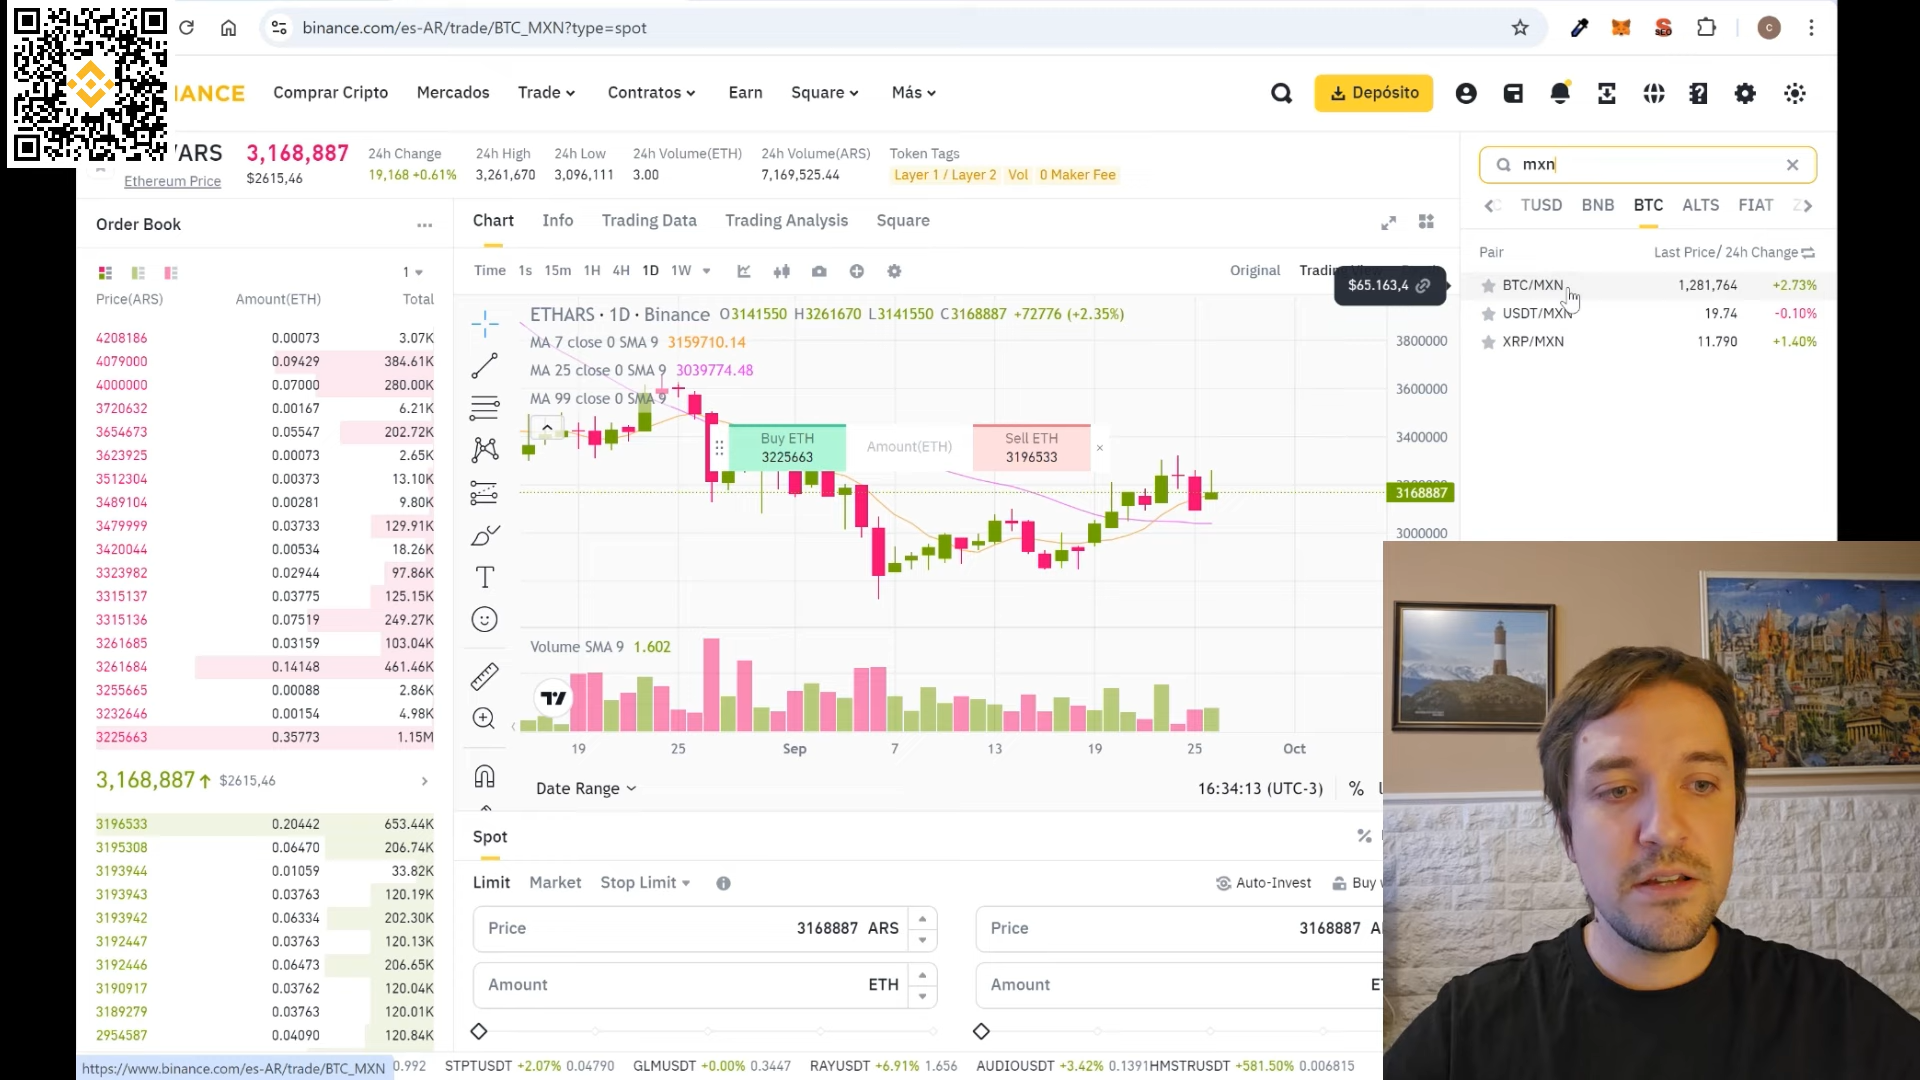 binance.com/es-AR/trade/BTC_MXN?type=spot
SEO
C
Comprar Cripto
Mercados
Trade
Contratos
Earn
Square
Más
Depósito
/ARS
Ethereum Price
3,168,887
$2615,46
24h Change
19,168 +0.61%
24h High
3,261,670
24h Low
3,096,111
24h Volume(ETH)
3.00
24h Volume(ARS)
7,169,525.44
Token Tags
Layer 1 / Layer 2 Vol 0 Maker Fee
mxn
TUSD BNB BTC ALTS FIAT
Pair Last Price/ 24h Change
BTC/MXN 1,281,764 +2.73%
USDT/MXN 19.74 -0.10%
XRP/MXN 11.790 +1.40%
$65.163,4
Order Book
1
Price(ARS) Amount(ETH) Total
4208186 0.00073 3.07K
4079000 0.09429 384.61K
4000000 0.07000 280.00K
3720632 0.00167 6.21K
3654673 0.05547 202.72K
3623925 0.00073 2.65K
3512304 0.00373 13.10K
3489104 0.00281 9.80K
3479999 0.03733 129.91K
3420044 0.00534 18.26K
3323982 0.02944 97.86K
3315137 0.03775 125.15K
3315136 0.07519 249.27K
3261685 0.03159 103.04K
3261684 0.14148 461.46K
3255665 0.00088 2.86K
3232646 0.00154 4.98K
3225663 0.35773 1.15M
3,168,887 $2615,46
3196533 0.20442 653.44K
3195308 0.06470 206.74K
3193944 0.01059 33.82K
3193943 0.03763 120.19K
3193942 0.06334 202.30K
3192447 0.03763 120.13K
3192446 0.06473 206.65K
3190917 0.03762 120.04K
3189279 0.03763 120.01K
2954587 0.04090 120.84K
Chart Info Trading Data Trading Analysis Square
Time 1s 15m 1H 4H 1D 1W
Original
ETHARS · 1D · Binance O3141550 H3261670 L3141550 C3168887 +72776 (+2.35%)
MA 7 close 0 SMA 9 3159710.14
MA 25 close 0 SMA 9 3039774.48
MA 99 close 0 SMA 9
Buy ETH
3225663
Amount(ETH)
Sell ETH
3196533
3800000
3600000
3400000
3168887
3000000
Volume SMA 9 1.602
19 25 Sep 7 13 19 25 Oct
Date Range
16:34:13 (UTC-3) %
Spot
Limit Market Stop Limit
Auto-Invest
Buy
Price 3168887 ARS
Amount ETH
Price 3168887
Amount
https://www.binance.com/es-AR/trade/BTC_MXN
0.992 STPTUSDT +2.07% 0.04790 GLMUSDT +0.00% 0.3447 RAYUSDT +6.91% 1.656 AUDIOUSDT +3.42% 0.1391 HMSTRUSDT +581.50% 0.006815